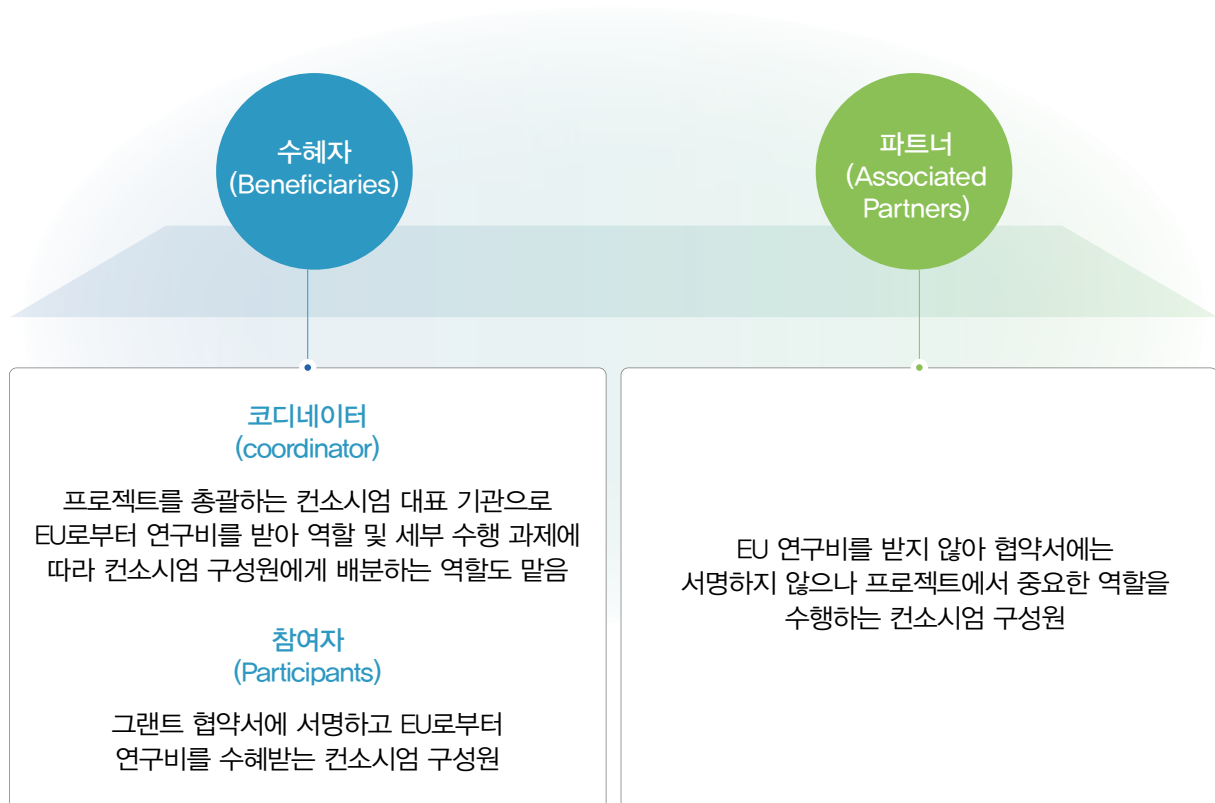 수혜자
(Beneficiaries)
파트너
(Associated
Partners)
코디네이터
(coordinator)
프로젝트를 총괄하는 컨소시엄 대표 기관으로
EU로부터 연구비를 받아 역할 및 세부 수행 과제에
따라 컨소시엄 구성원에게 배분하는 역할도 맡음
참여자
(Participants)
그랜트 협약서에 서명하고 EU로부터
연구비를 수혜받는 컨소시엄 구성원
EU 연구비를 받지 않아 협약서에는
서명하지 않으나 프로젝트에서 중요한 역할을
수행하는 컨소시엄 구성원